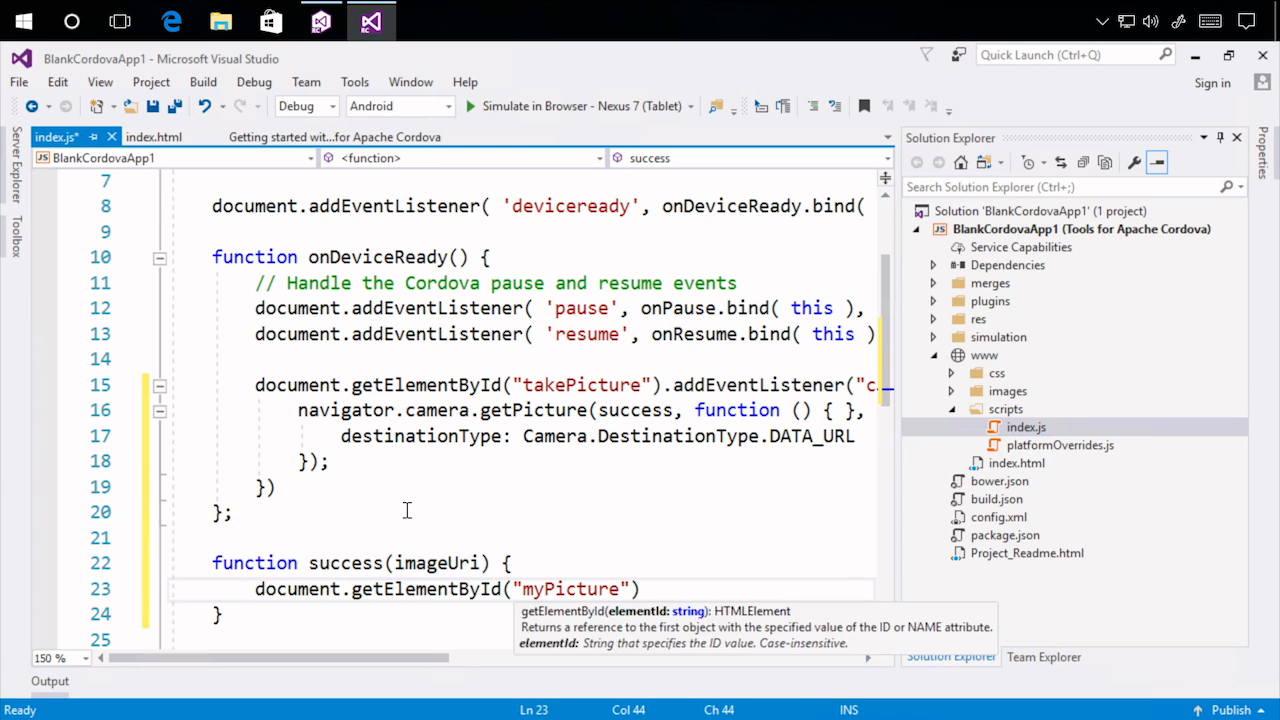 BlankCordovaApp1 - Microsoft Visual Studio
Quick Launch (Ctrl+Q)
File Edit View Project Build Debug Team Tools Window Help
Sign in
Debug Android Simulate in Browser - Nexus 7 (Tablet)
index.js* index.html Getting started wit...for Apache Cordova
BlankCordovaApp1 <function> success
Server Explorer
Toolbox
7
8 document.addEventListener( 'deviceready', onDeviceReady.bind(
9
10 function onDeviceReady() {
11 // Handle the Cordova pause and resume events
12 document.addEventListener( 'pause', onPause.bind( this ),
13 document.addEventListener( 'resume', onResume.bind( this )
14
15 document.getElementById("takePicture").addEventListener("c
16 navigator.camera.getPicture(success, function () { },
17 destinationType: Camera.DestinationType.DATA_URL
18 });
19 })
20 };
21
22 function success(imageUri) {
23 document.getElementById("myPicture")
24 }
25
getElementById(elementId: string): HTMLElement
Returns a reference to the first object with the specified value of the ID or NAME attribute.
elementId: String that specifies the ID value. Case-insensitive.
150 %
Solution Explorer
Search Solution Explorer (Ctrl+;)
Solution 'BlankCordovaApp1' (1 project)
BlankCordovaApp1 (Tools for Apache Cordova)
Service Capabilities
Dependencies
merges
plugins
res
simulation
www
css
images
scripts
index.js
platformOverrides.js
index.html
bower.json
build.json
config.xml
package.json
Project_Readme.html
Solution Explorer Team Explorer
Properties
Output
Ready Ln 23 Col 44 Ch 44 INS Publish